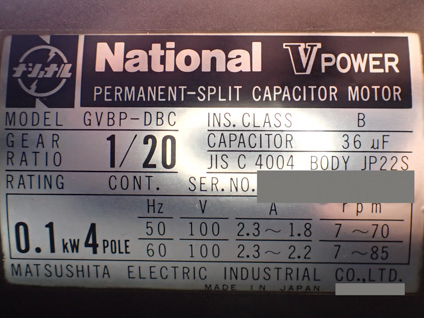 ナショナル
National V POWER
PERMANENT-SPLIT CAPACITOR MOTOR
MODEL GVBP-DBC INS.CLASS B
GEAR RATIO 1/20 CAPACITOR 36 μF
JIS C 4004 BODY JP22S
RATING CONT. SER.NO.
Hz V A rpm
0.1 kW 4 POLE
50 100 2.3~1.8 7~70
60 100 2.3~2.2 7~85
MATSUSHITA ELECTRIC INDUSTRIAL CO.,LTD.
MADE IN JAPAN